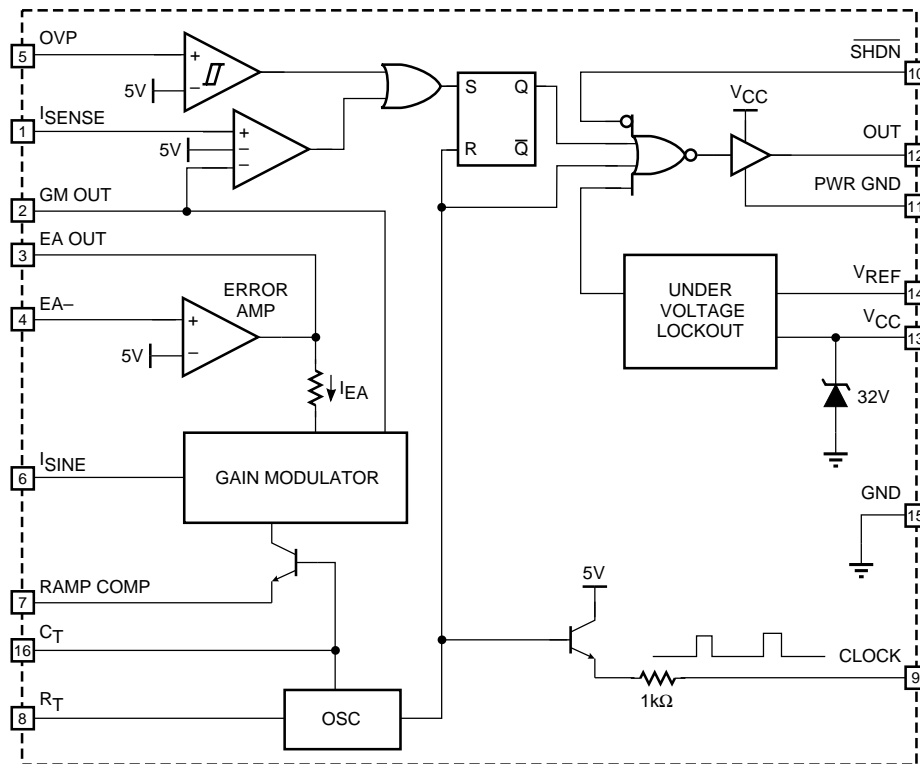 OVP
5
+
5V
−
ISENSE
1
+
5V
−
−
GM OUT
2
EA OUT
3
EA–
4
ERROR
AMP
+
5V
−
IEA
ISINE
6
GAIN MODULATOR
RAMP COMP
7
CT
16
RT
8
OSC
S
Q
R
Q̅
S̅H̅D̅N̅
10
VCC
OUT
12
PWR GND
11
UNDER
VOLTAGE
LOCKOUT
VREF
14
VCC
13
32V
GND
15
5V
CLOCK
9
1kΩ